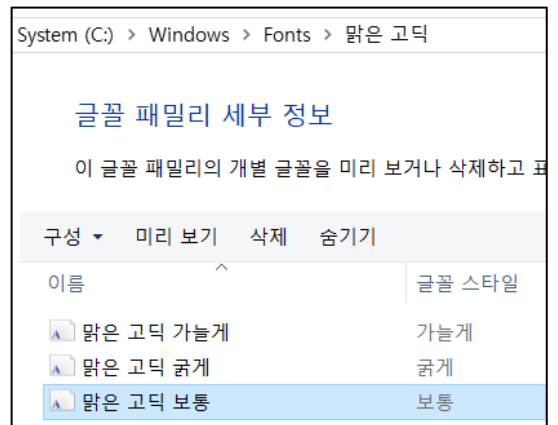 System (C:) > Windows > Fonts > 맑은 고딕
글꼴 패밀리 세부 정보
이 글꼴 패밀리의 개별 글꼴을 미리 보거나 삭제하고
구성 미리 보기 삭제 숨기기
이름 글꼴 스타일
맑은 고딕 가늘게 가늘게
맑은 고딕 굵게 굵게
맑은 고딕 보통 보통